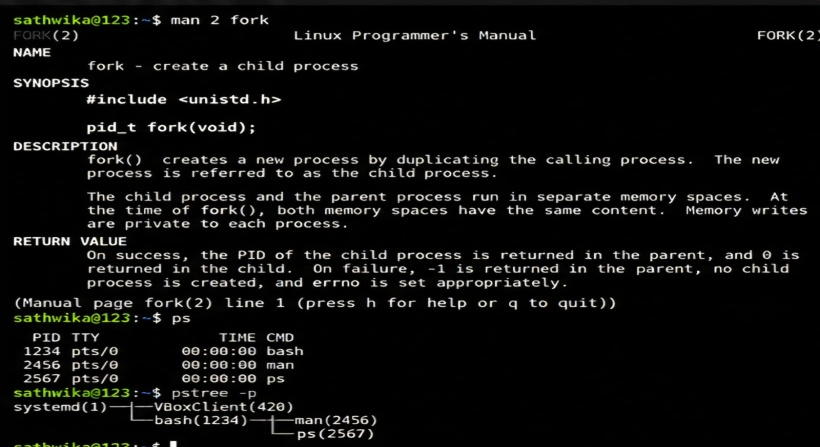 sathwika@123:~$ man 2 fork
FORK(2) Linux Programmer's Manual FORK(2)
NAME
fork - create a child process
SYNOPSIS
#include <unistd.h>
pid_t fork(void);
DESCRIPTION
fork() creates a new process by duplicating the calling process. The new
process is referred to as the child process.
The child process and the parent process run in separate memory spaces. At
the time of fork(), both memory spaces have the same content. Memory writes
are private to each process.
RETURN VALUE
On success, the PID of the child process is returned in the parent, and 0 is
returned in the child. On failure, -1 is returned in the parent, no child
process is created, and errno is set appropriately.
(Manual page fork(2) line 1 (press h for help or q to quit))
sathwika@123:~$ ps
PID TTY TIME CMD
1234 pts/0 00:00:00 bash
2456 pts/0 00:00:00 man
2567 pts/0 00:00:00 ps
sathwika@123:~$ pstree -p
systemd(1)─┬─VBoxClient(420)
└─bash(1234)─┬─man(2456)
└─ps(2567)
sathwika@123:~$